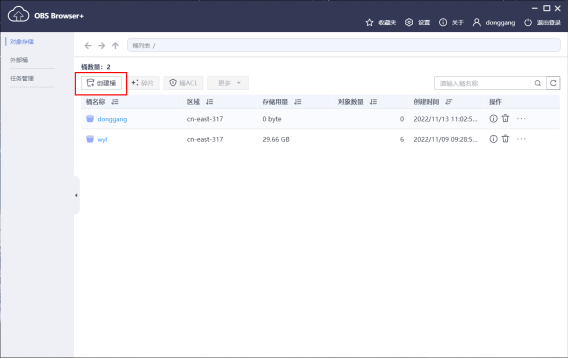 OBS Browser+
收藏夹 设置 关于 donggang 退出登录
对象存储
外部桶
任务管理
桶列表 /
桶数量：2
创建桶 碎片 桶ACL 更多
请输入桶名称
桶名称 区域 存储用量 对象数量 创建时间 操作
donggang cn-east-317 0 byte 0 2022/11/13 11:02:5...
wyf cn-east-317 29.66 GB 6 2022/11/09 09:28:5...